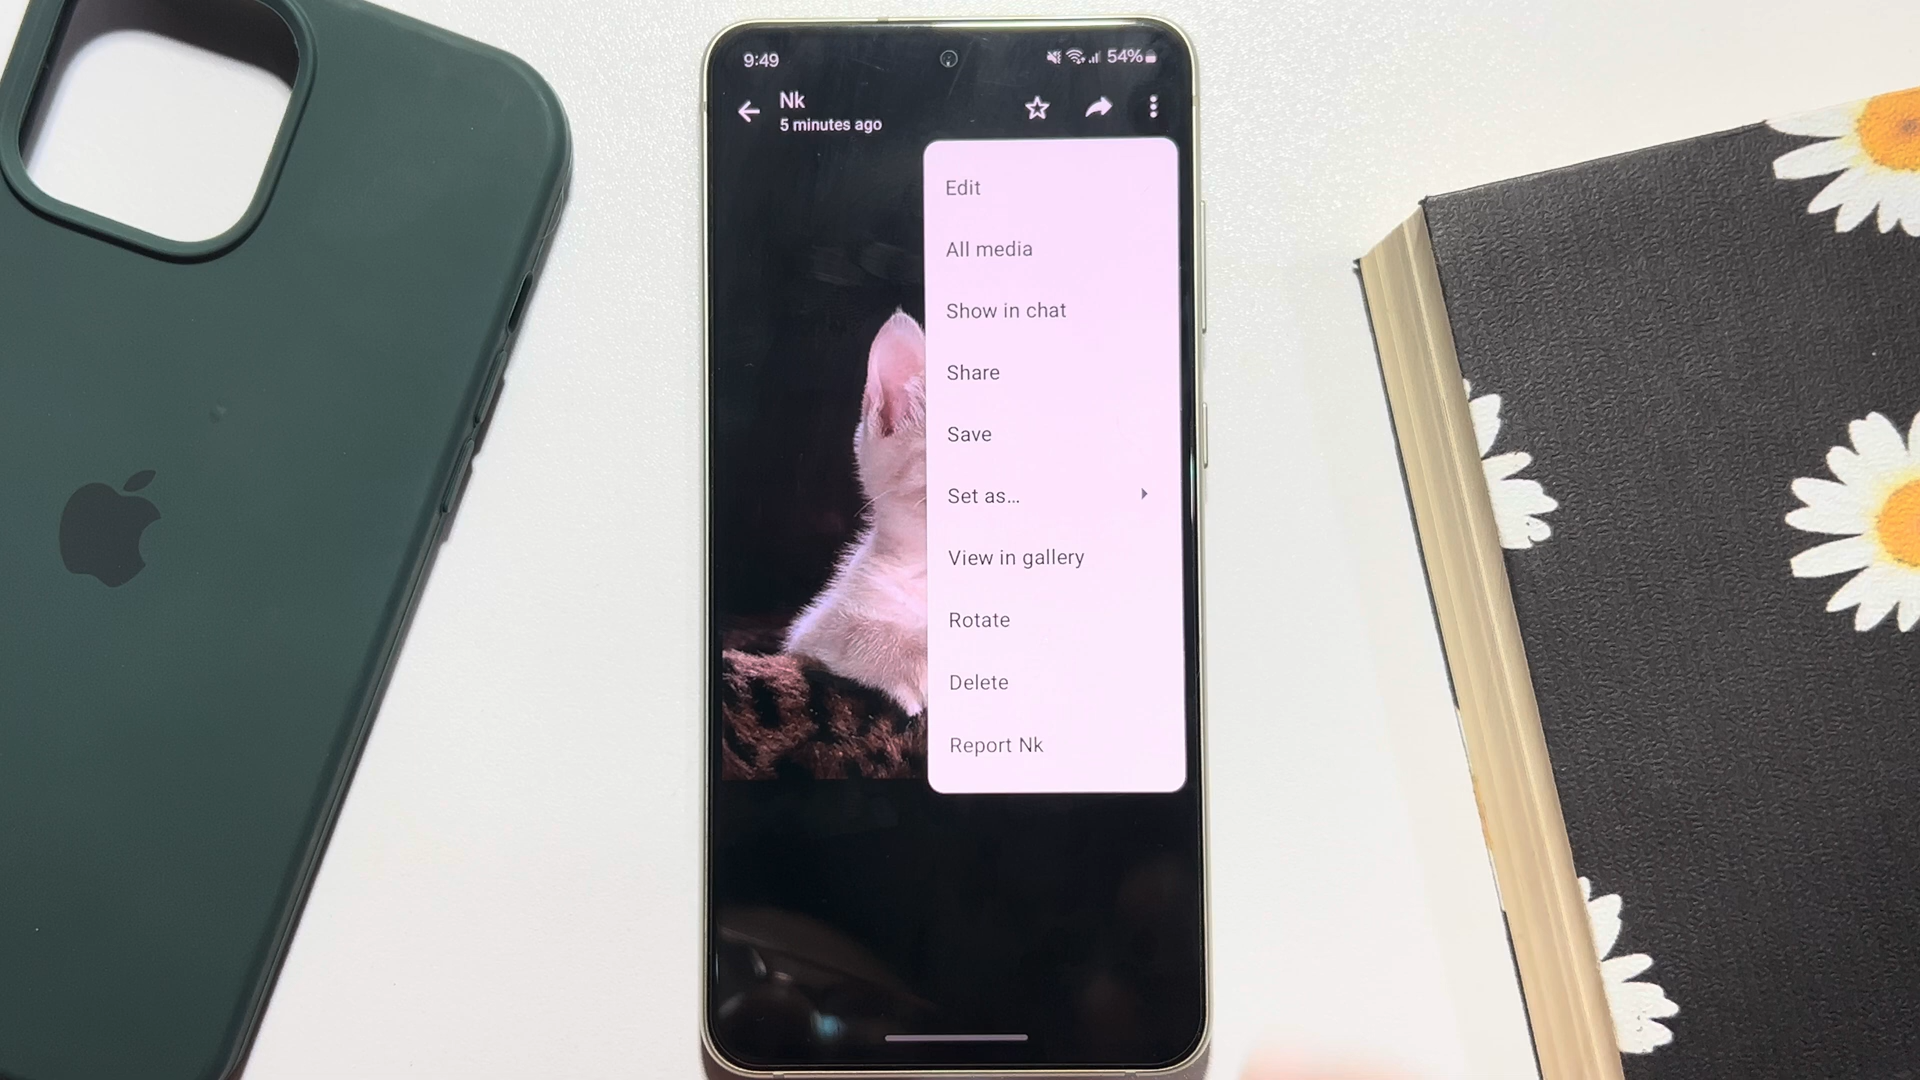 9:49
54%
Nk
5 minutes ago
Edit
All media
Show in chat
Share
Save
Set as...
View in gallery
Rotate
Delete
Report Nk